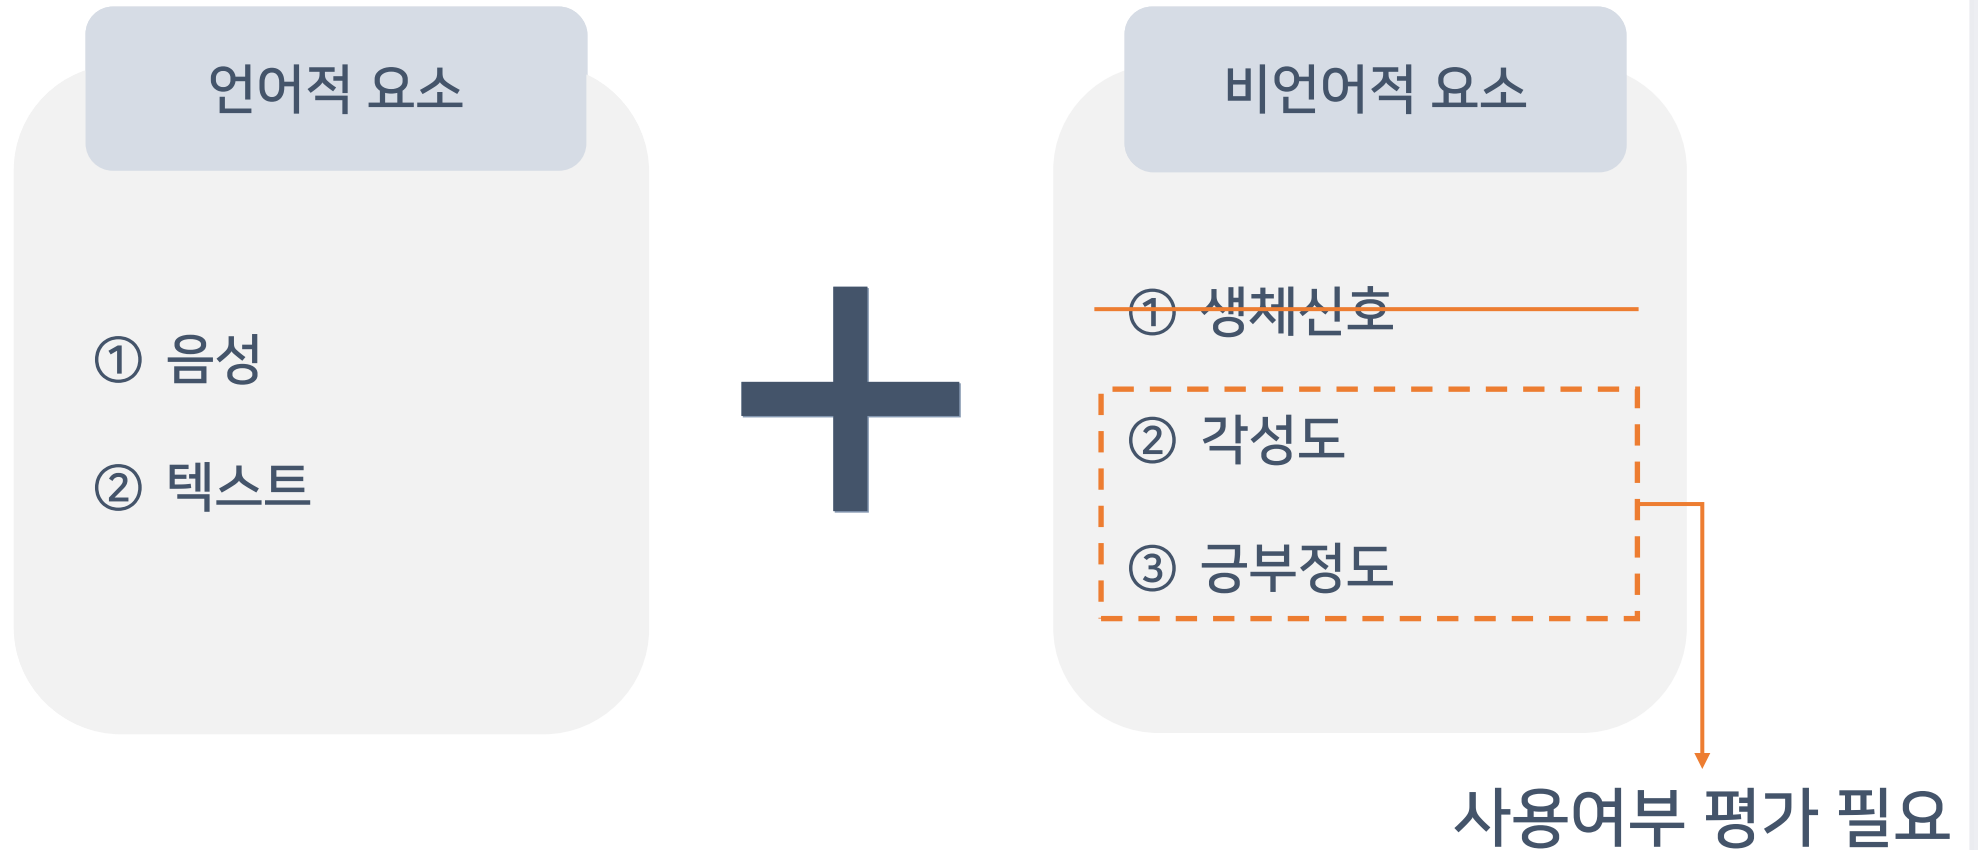 언어적 요소
① 음성
② 텍스트
비언어적 요소
① 생체신호
② 각성도
③ 긍부정도
사용여부 평가 필요